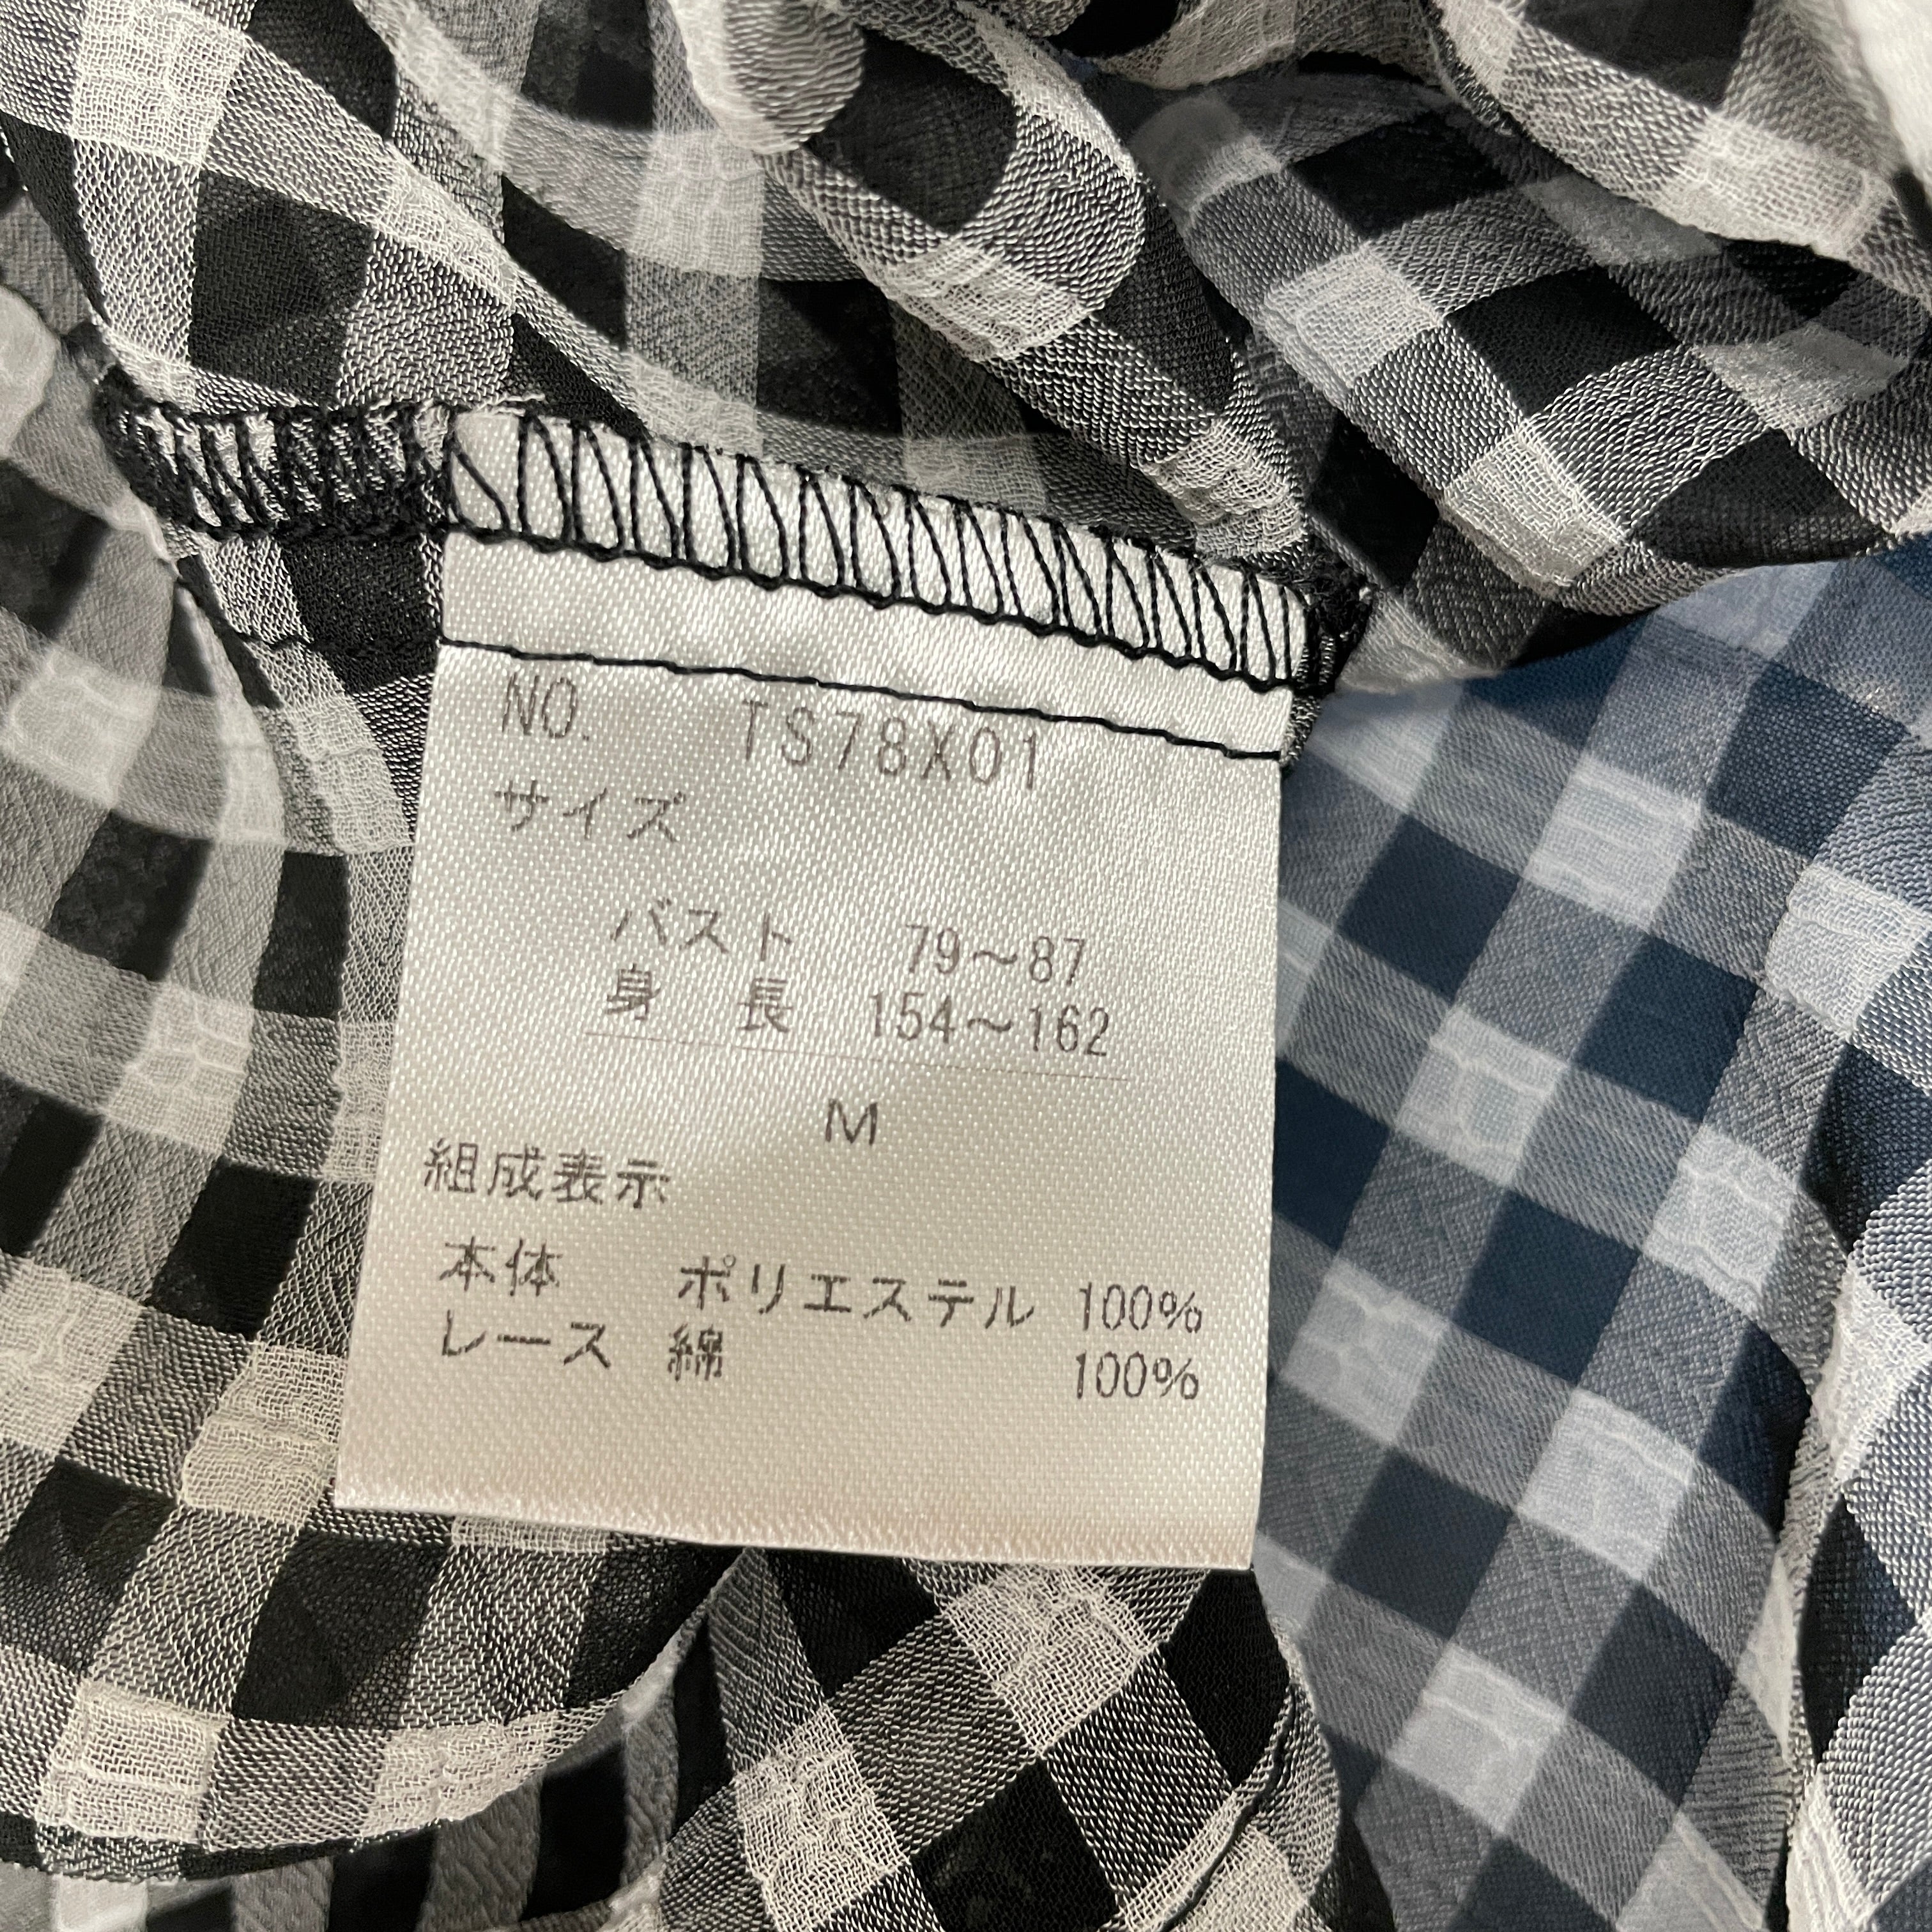 NO. TS78X01
サイズ
バスト 79～87
身長 154～162
M
組成表示
本体 ポリエステル 100%
レース 綿 100%